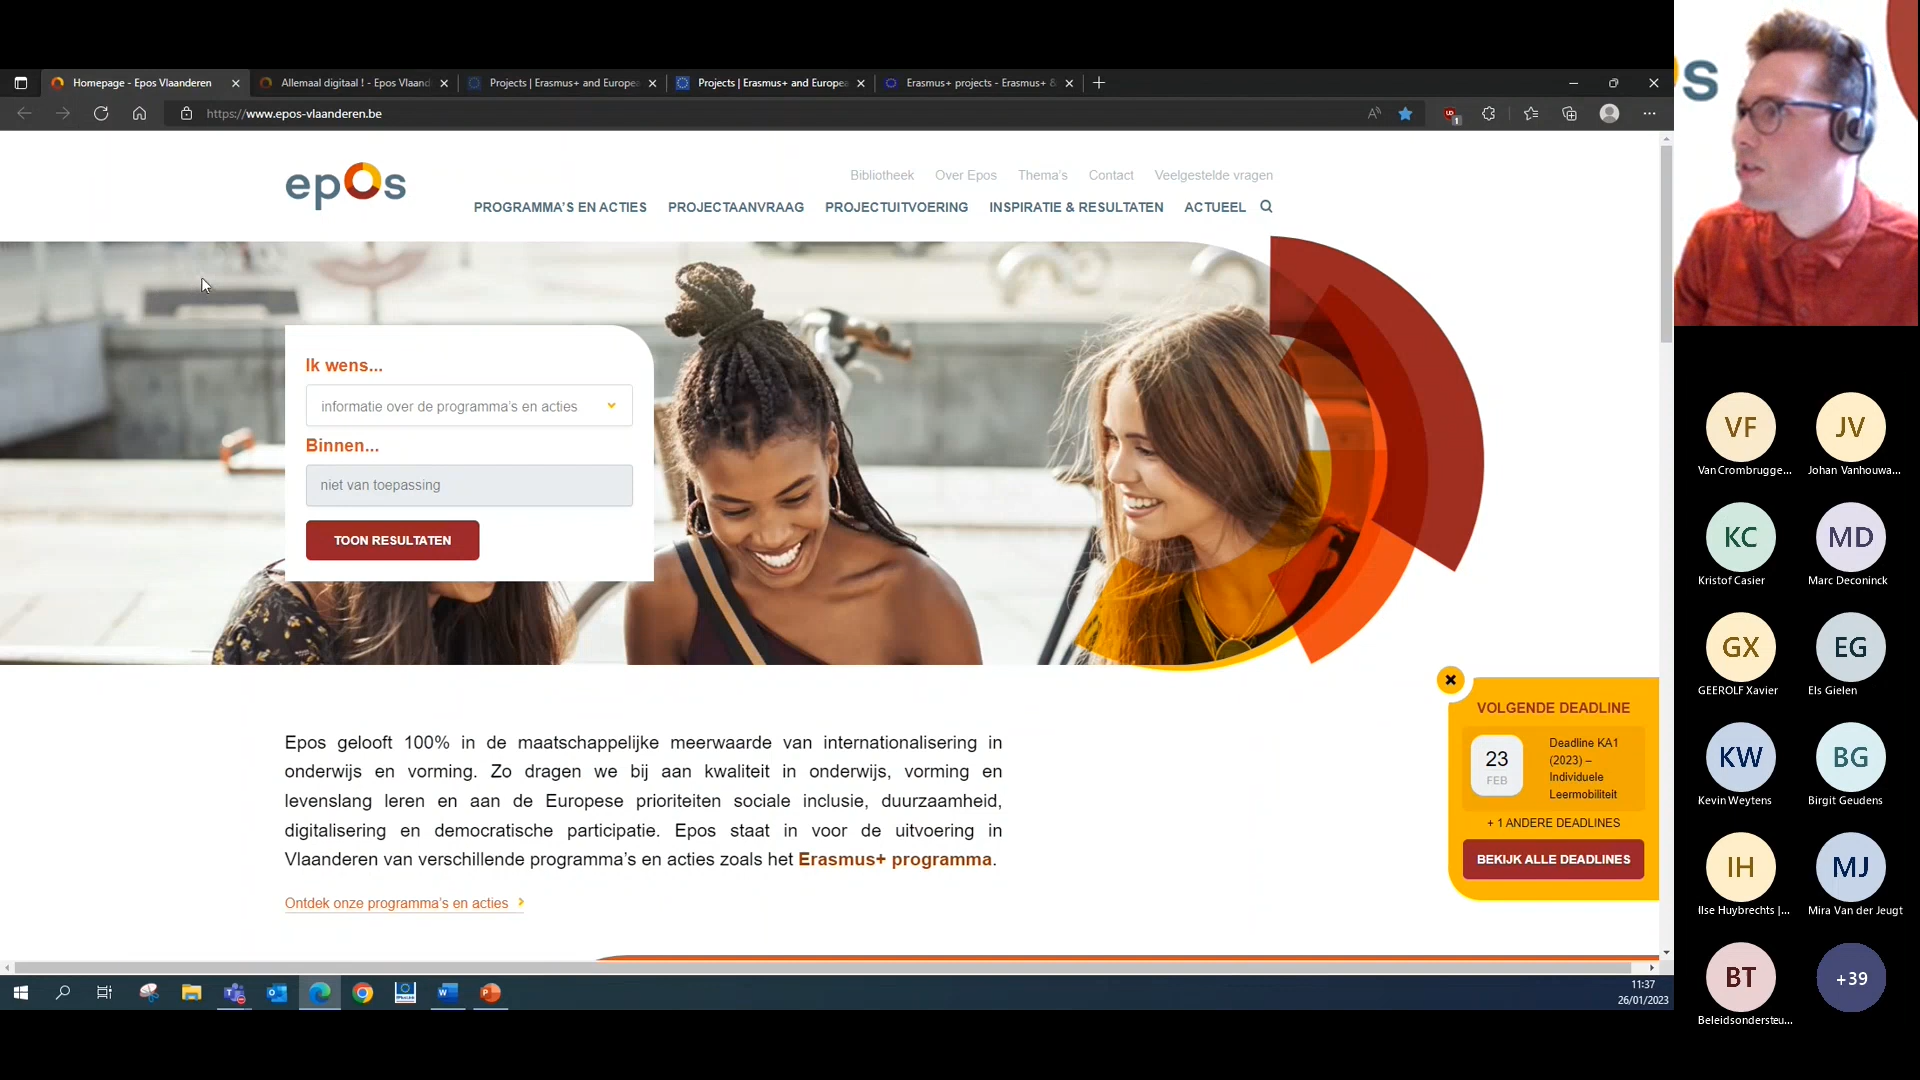 Homepage - Epos Vlaanderen
Allemaal digitaal ! - Epos Vlaand
Projects | Erasmus+ and Europea
Projects | Erasmus+ and Europea
Erasmus+ projects - Erasmus+ &
https://www.epos-vlaanderen.be
epos
Bibliotheek Over Epos Thema's Contact Veelgestelde vragen
PROGRAMMA'S EN ACTIES PROJECTAANVRAAG PROJECTUITVOERING INSPIRATIE & RESULTATEN ACTUEEL
Ik wens...
informatie over de programma's en acties
Binnen...
niet van toepassing
TOON RESULTATEN
Epos gelooft 100% in de maatschappelijke meerwaarde van internationalisering in
onderwijs en vorming. Zo dragen we bij aan kwaliteit in onderwijs, vorming en
levenslang leren en aan de Europese prioriteiten sociale inclusie, duurzaamheid,
digitalisering en democratische participatie. Epos staat in voor de uitvoering in
Vlaanderen van verschillende programma's en acties zoals het Erasmus+ programma.
Ontdek onze programma's en acties
VOLGENDE DEADLINE
23
FEB
Deadline KA1
(2023) –
Individuele
Leermobiliteit
+ 1 ANDERE DEADLINES
BEKIJK ALLE DEADLINES
11:37
26/01/2023
os
VF
Van Crombrugge...
JV
Johan Vanhouwa...
KC
Kristof Casier
MD
Marc Deconinck
GX
GEEROLF Xavier
EG
Els Gielen
KW
Kevin Weytens
BG
Birgit Geudens
IH
Ilse Huybrechts |...
MJ
Mira Van der Jeugt
BT
Beleidsondersteu...
+39